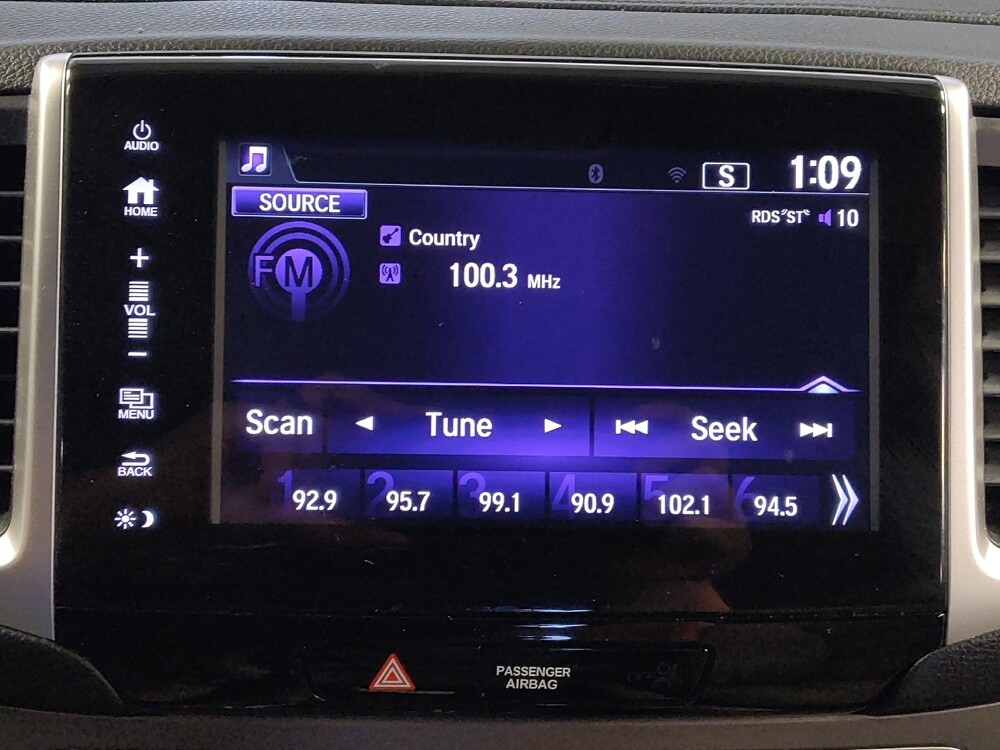 AUDIO
HOME
+
VOL
−
MENU
BACK
S 1:09
SOURCE
RDS ST 10
FM
Country
100.3 MHz
Scan Tune Seek
1 92.9 2 95.7 3 99.1 4 90.9 5 102.1 6 94.5
PASSENGER
AIRBAG